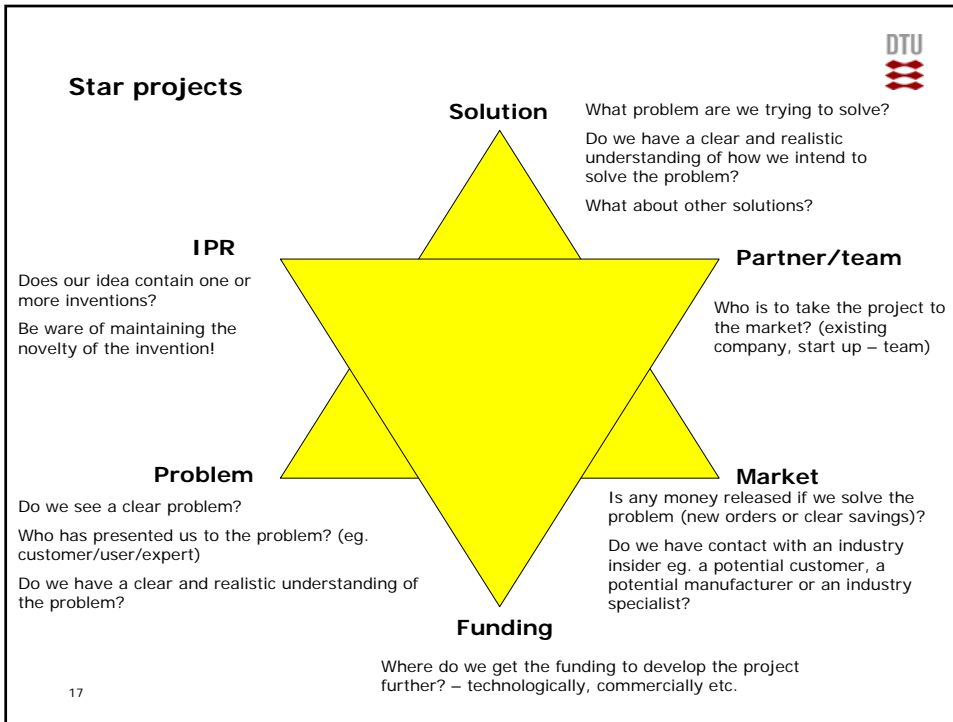 DTU
Star projects
Solution
What problem are we trying to solve?
Do we have a clear and realistic
understanding of how we intend to
solve the problem?
What about other solutions?
IPR
Does our idea contain one or
more inventions?
Be ware of maintaining the
novelty of the invention!
Partner/team
Who is to take the project to
the market? (existing
company, start up – team)
Problem
Do we see a clear problem?
Who has presented us to the problem? (eg.
customer/user/expert)
Do we have a clear and realistic understanding of
the problem?
Market
Is any money released if we solve the
problem (new orders or clear savings)?
Do we have contact with an industry
insider eg. a potential customer, a
potential manufacturer or an industry
specialist?
Funding
Where do we get the funding to develop the project
further? – technologically, commercially etc.
17